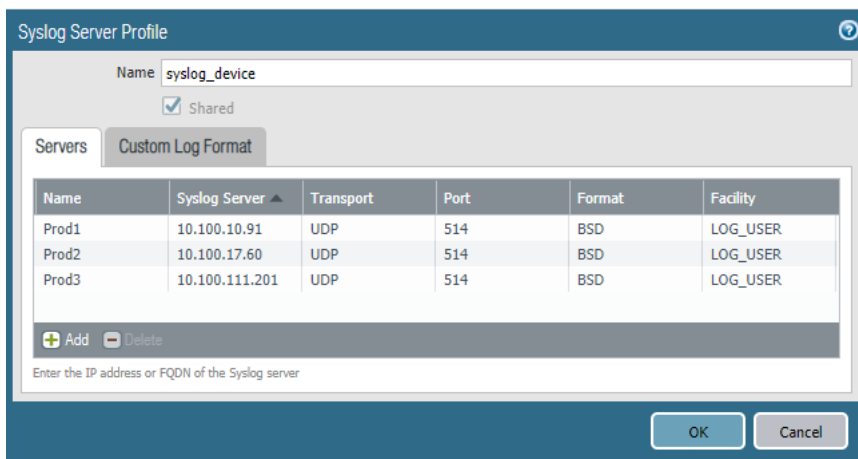 Syslog Server Profile
Name syslog_device
Shared
Servers Custom Log Format
Name Syslog Server Transport Port Format Facility
Prod1 10.100.10.91 UDP 514 BSD LOG_USER
Prod2 10.100.17.60 UDP 514 BSD LOG_USER
Prod3 10.100.111.201 UDP 514 BSD LOG_USER
Add Delete
Enter the IP address or FQDN of the Syslog server
OK Cancel